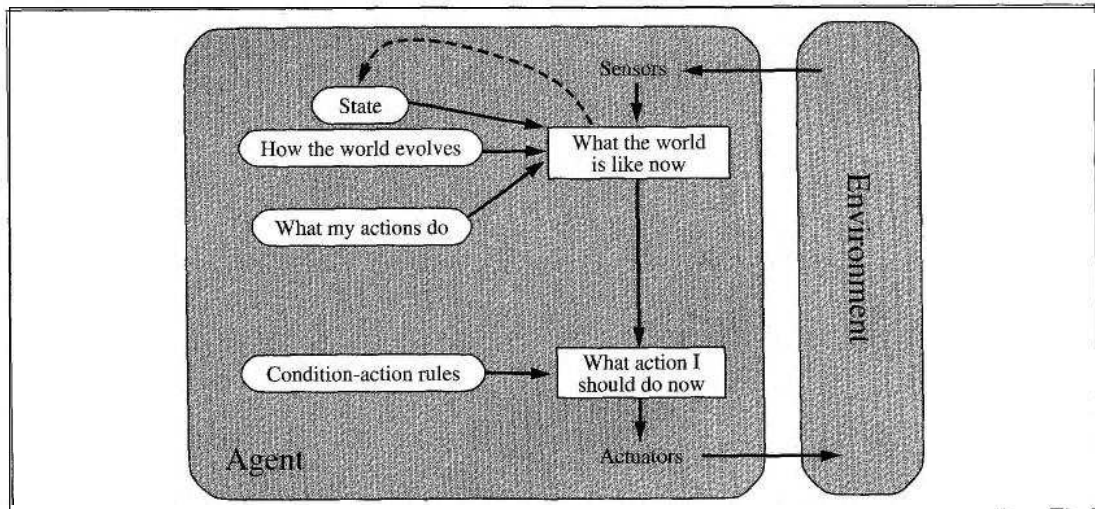 Sensors
State
What the world
is like now
How the world evolves
What my actions do
What action I
should do now
Condition-action rules
Actuators
Agent
Environment